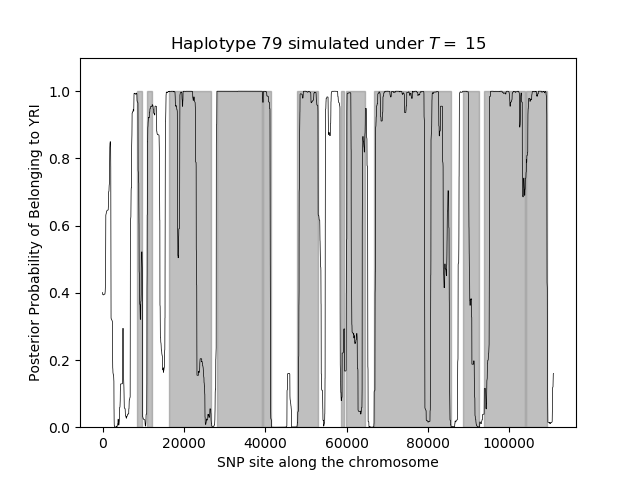 Haplotype 79 simulated under T = 15
Posterior Probability of Belonging to YRI
1.0
0.8
0.6
0.4
0.2
0.0
0 20000 40000 60000 80000 100000
SNP site along the chromosome